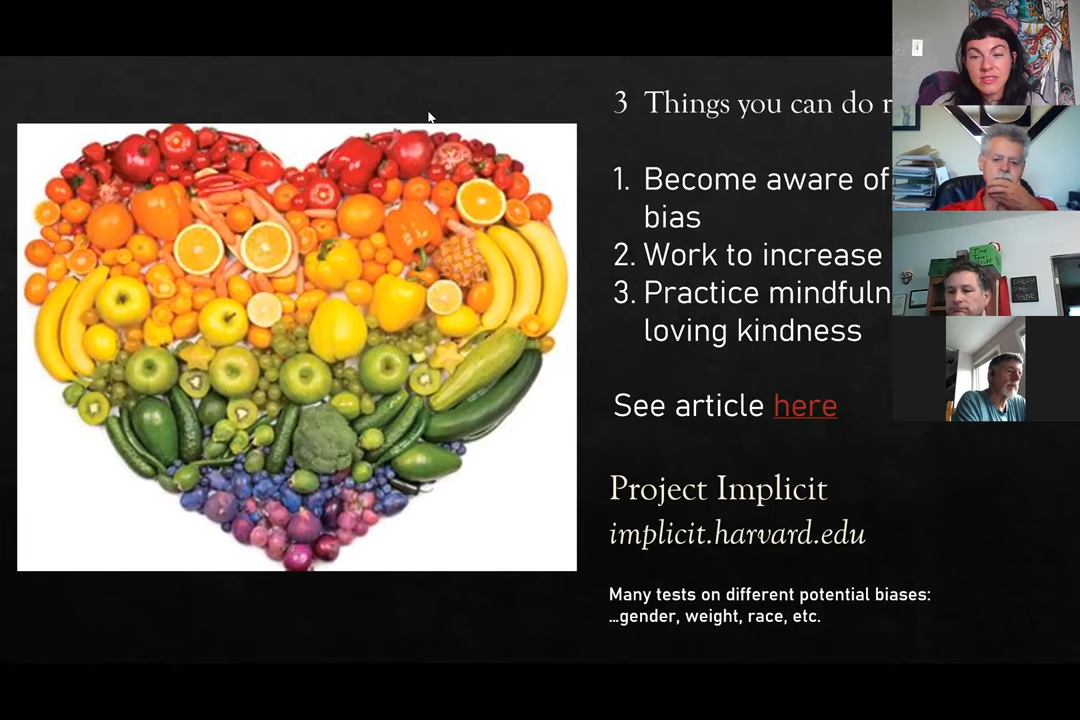 3 Things you can do
1. Become aware of
bias
2. Work to increase
3. Practice
loving kindness
See article here
Project Implicit
implicit.harvard.edu
Many tests on different potential biases:
...gender, weight, race, etc.